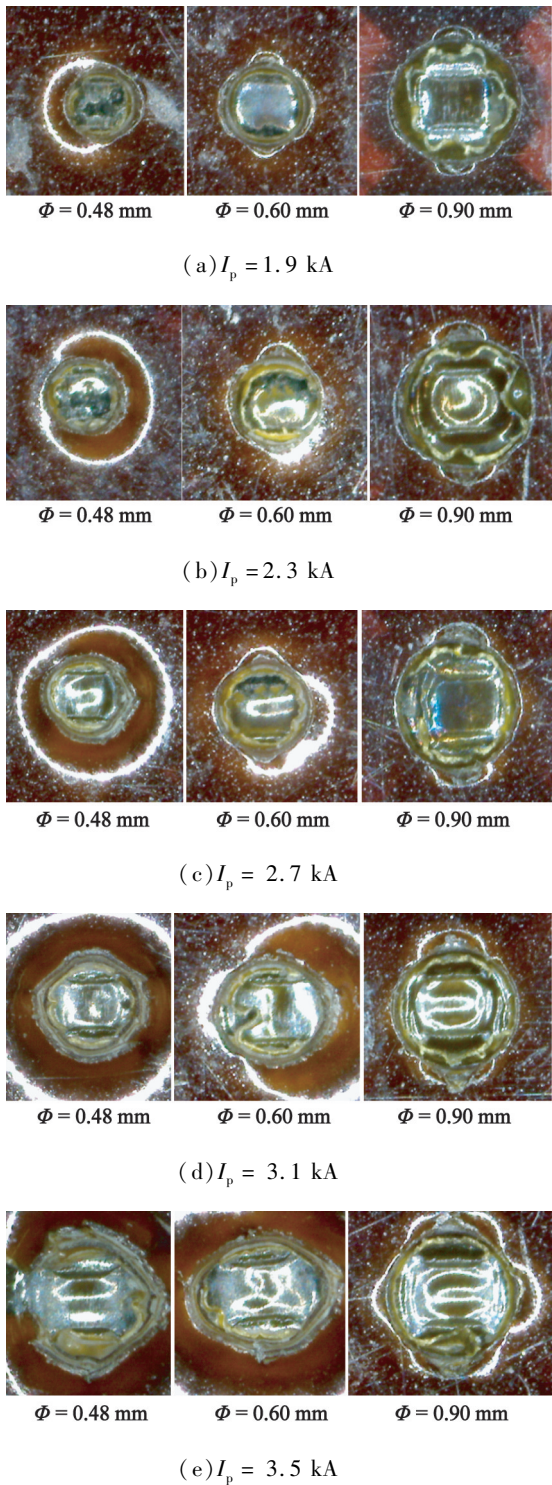 Φ = 0.48 mm Φ = 0.60 mm Φ = 0.90 mm
(a) Ip = 1.9 kA
Φ = 0.48 mm Φ = 0.60 mm Φ = 0.90 mm
(b) Ip = 2.3 kA
Φ = 0.48 mm Φ = 0.60 mm Φ = 0.90 mm
(c) Ip = 2.7 kA
Φ = 0.48 mm Φ = 0.60 mm Φ = 0.90 mm
(d) Ip = 3.1 kA
Φ = 0.48 mm Φ = 0.60 mm Φ = 0.90 mm
(e) Ip = 3.5 kA